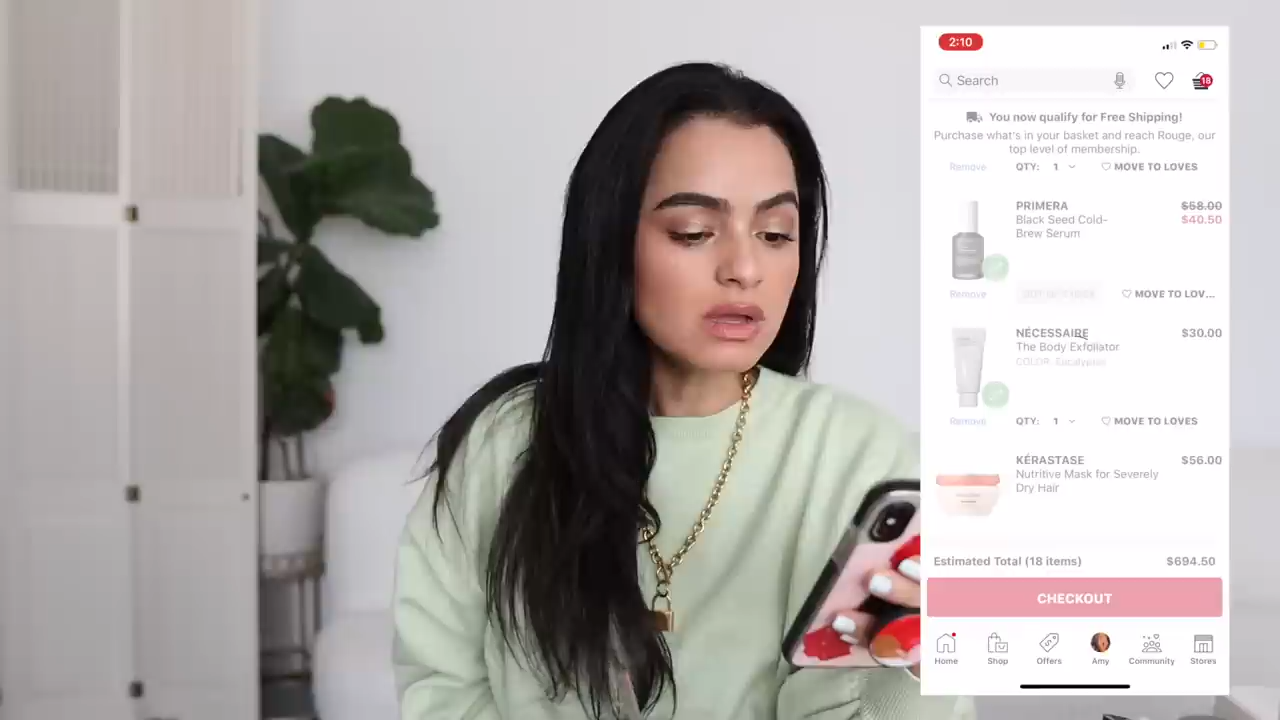 2:10
Search
18
You now qualify for Free Shipping!
Purchase what's in your basket and reach Rouge, our
top level of membership.
Remove QTY: 1 MOVE TO LOVES
PRIMERA $58.00
Black Seed Cold- $40.50
Brew Serum
Remove MOVE TO LOV...
NÉCESSAIRE $30.00
The Body Exfoliator
COLOR: Eucalyptus
Remove QTY: 1 MOVE TO LOVES
KÉRASTASE $56.00
Nutritive Mask for Severely
Dry Hair
Estimated Total (18 items) $694.50
CHECKOUT
Home Shop Offers Amy Community Stores